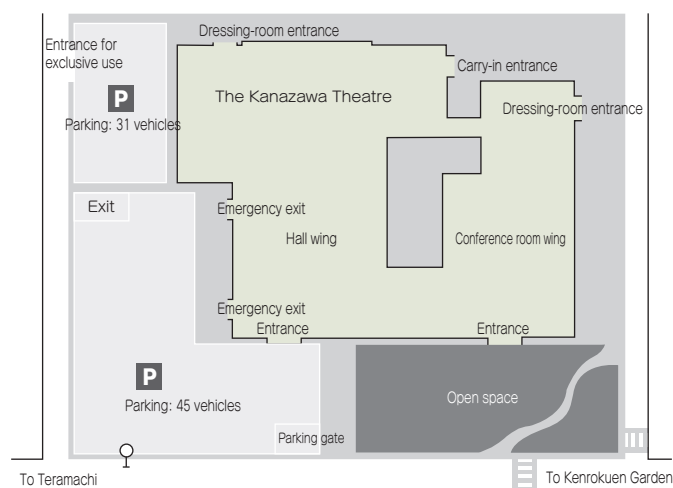 Dressing-room entrance
Entrance for
exclusive use
Carry-in entrance
P
The Kanazawa Theatre
Dressing-room entrance
Parking: 31 vehicles
Exit
Emergency exit
Hall wing
Conference room wing
Emergency exit
Entrance
Entrance
P
Open space
Parking: 45 vehicles
Parking gate
To Teramachi
To Kenrokuen Garden